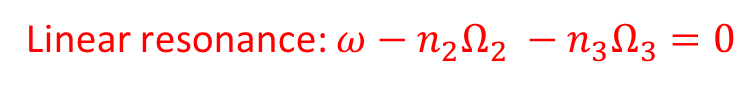 Linear resonance: 𝜔 − 𝑛₂Ω₂ − 𝑛₃Ω₃ = 0